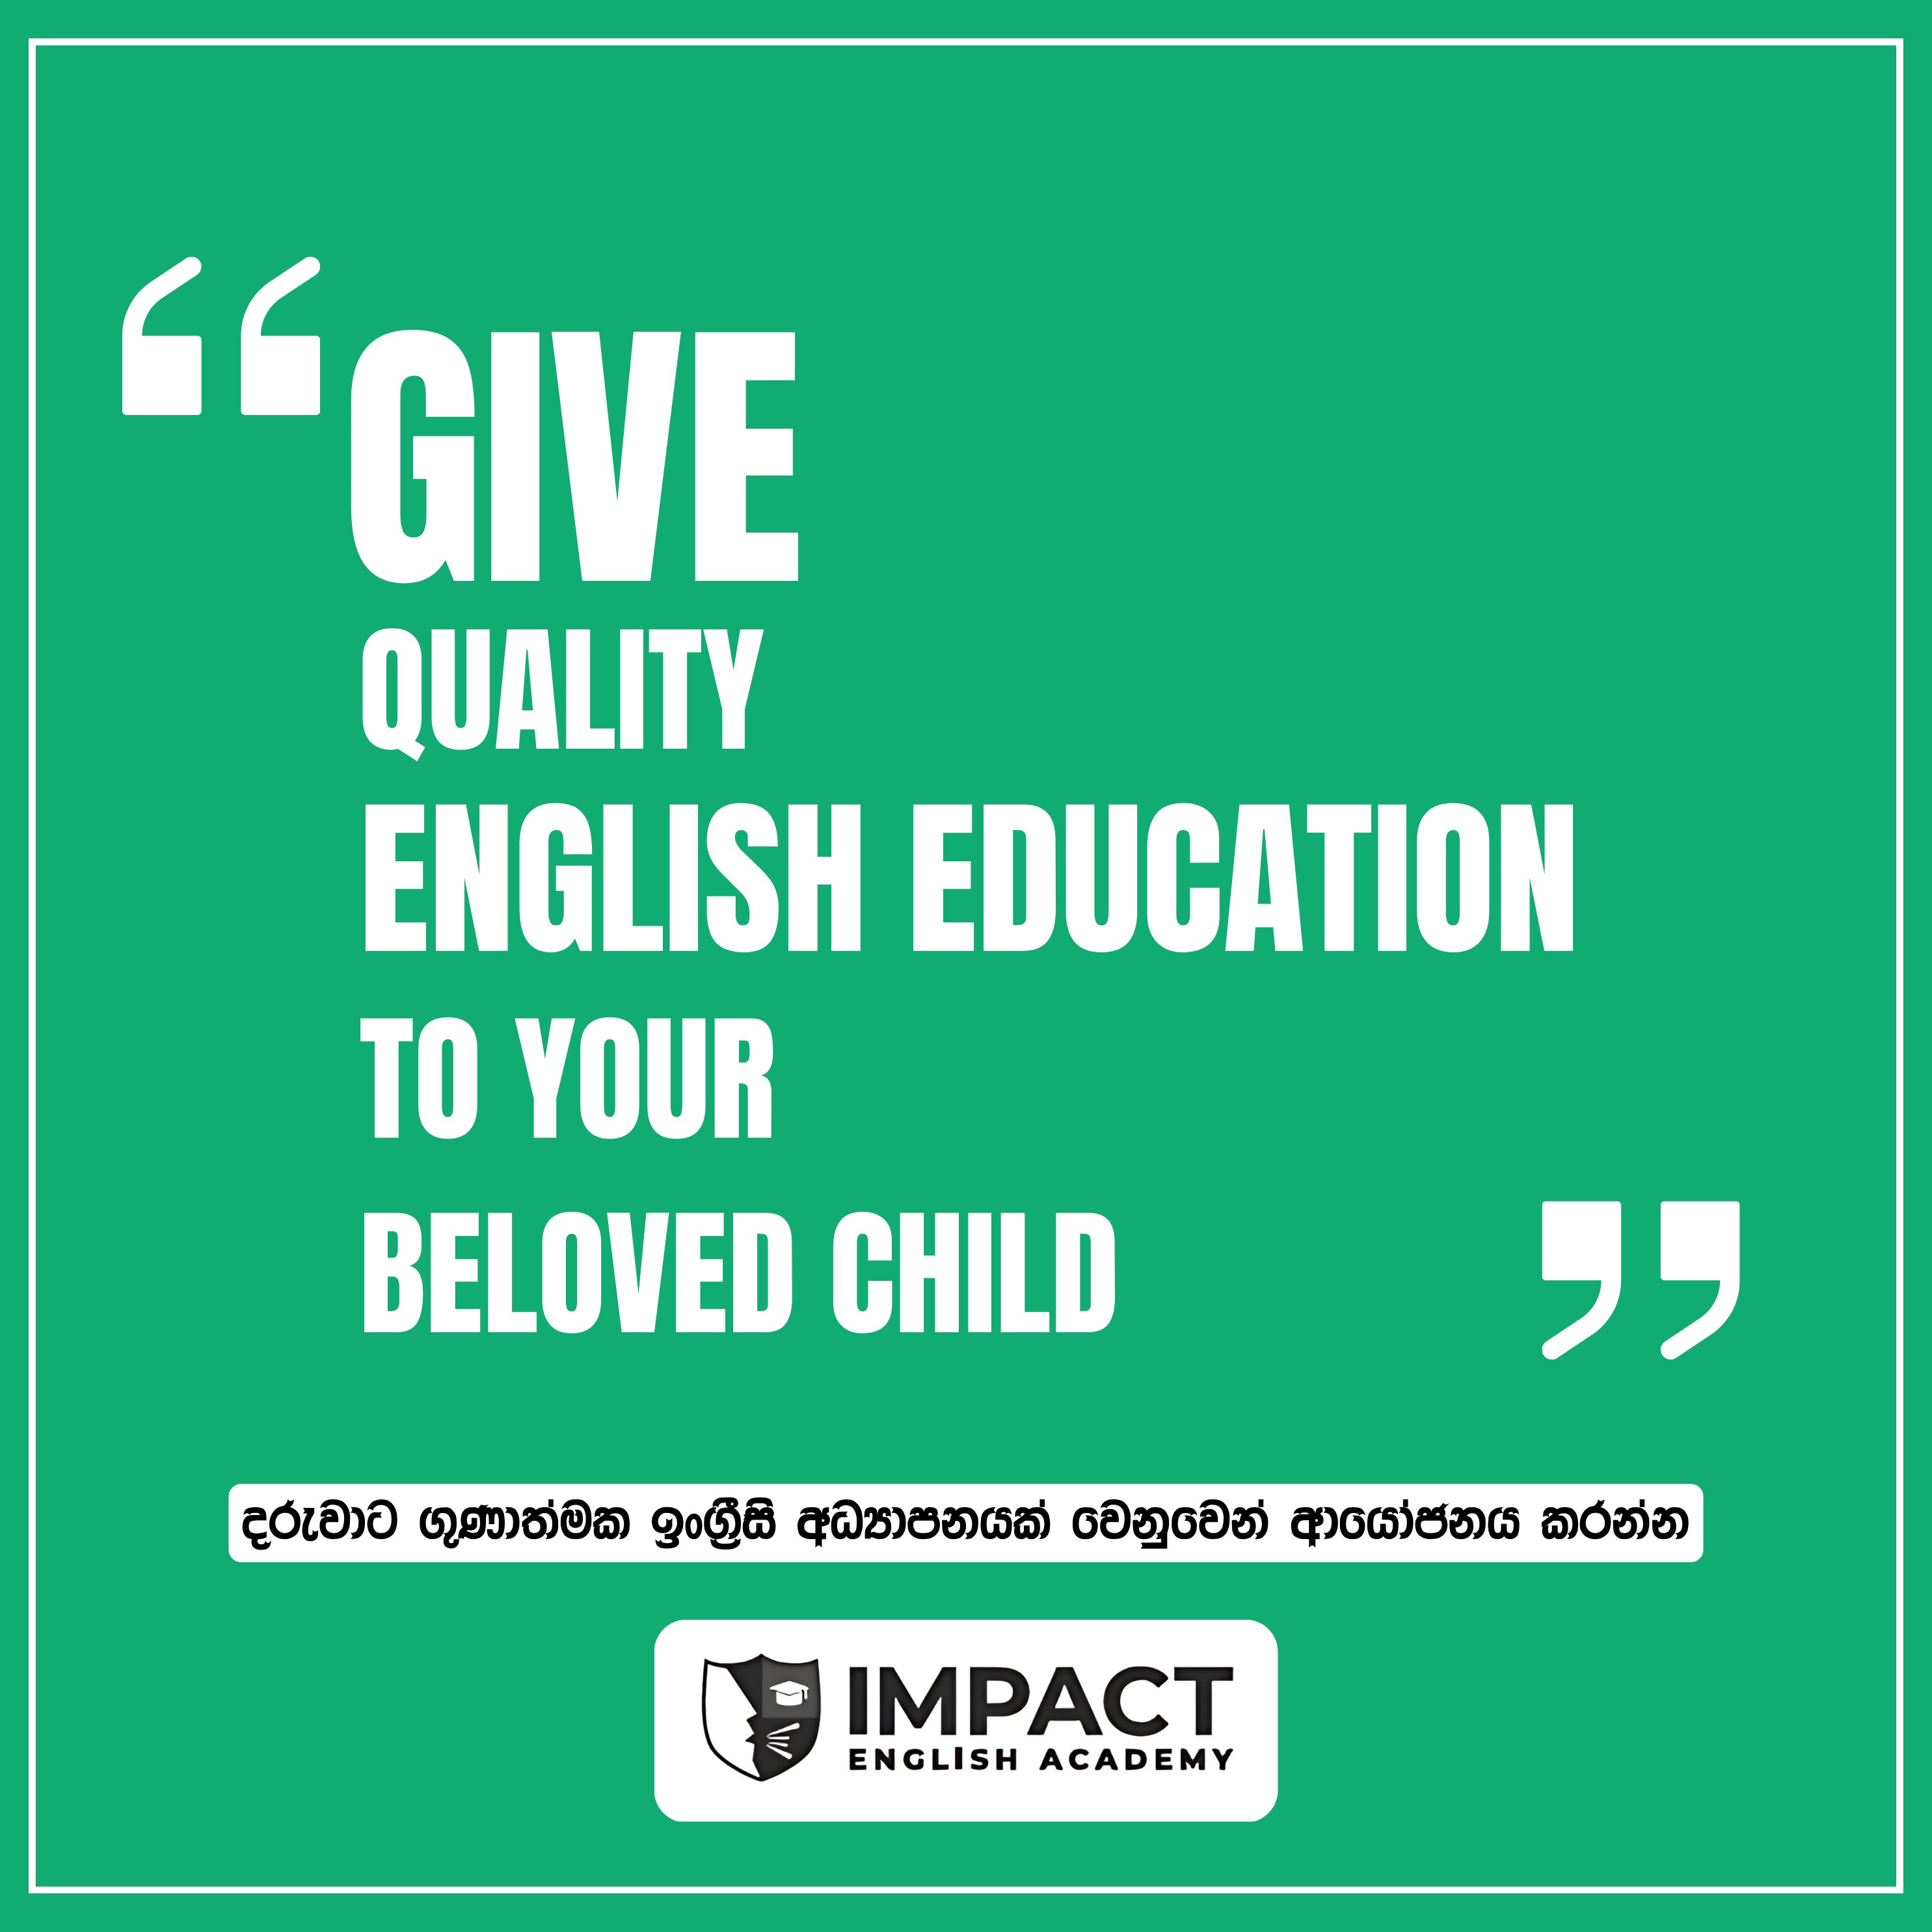 “GIVE
QUALITY
ENGLISH EDUCATION
TO YOUR
BELOVED CHILD”
දරුවාට ගුණාත්මක ඉංග්‍රීසි අධ්‍යාපනයක් වෙනුවෙන් ආයෝජනය කරන්න
IMPACT
ENGLISH ACADEMY